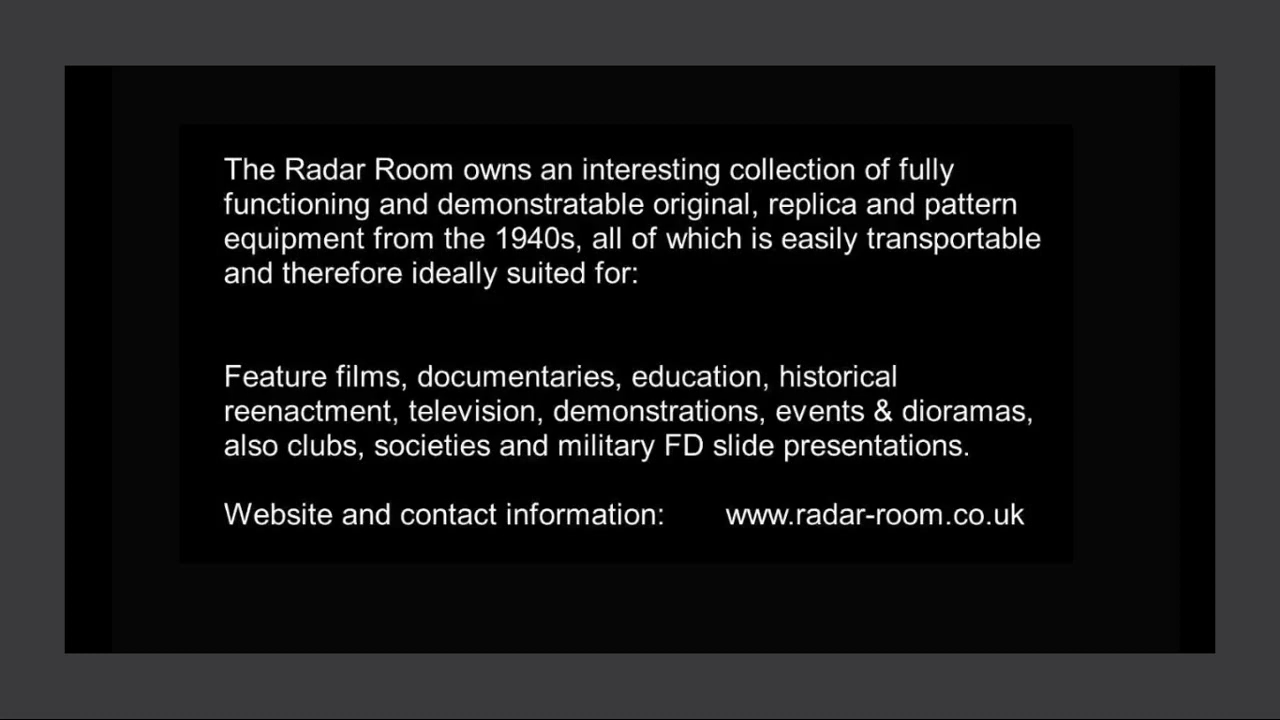 The Radar Room owns an interesting collection of fully
functioning and demonstratable original, replica and pattern
equipment from the 1940s, all of which is easily transportable
and therefore ideally suited for:
Feature films, documentaries, education, historical
reenactment, television, demonstrations, events & dioramas,
also clubs, societies and military FD slide presentations.
Website and contact information: www.radar-room.co.uk